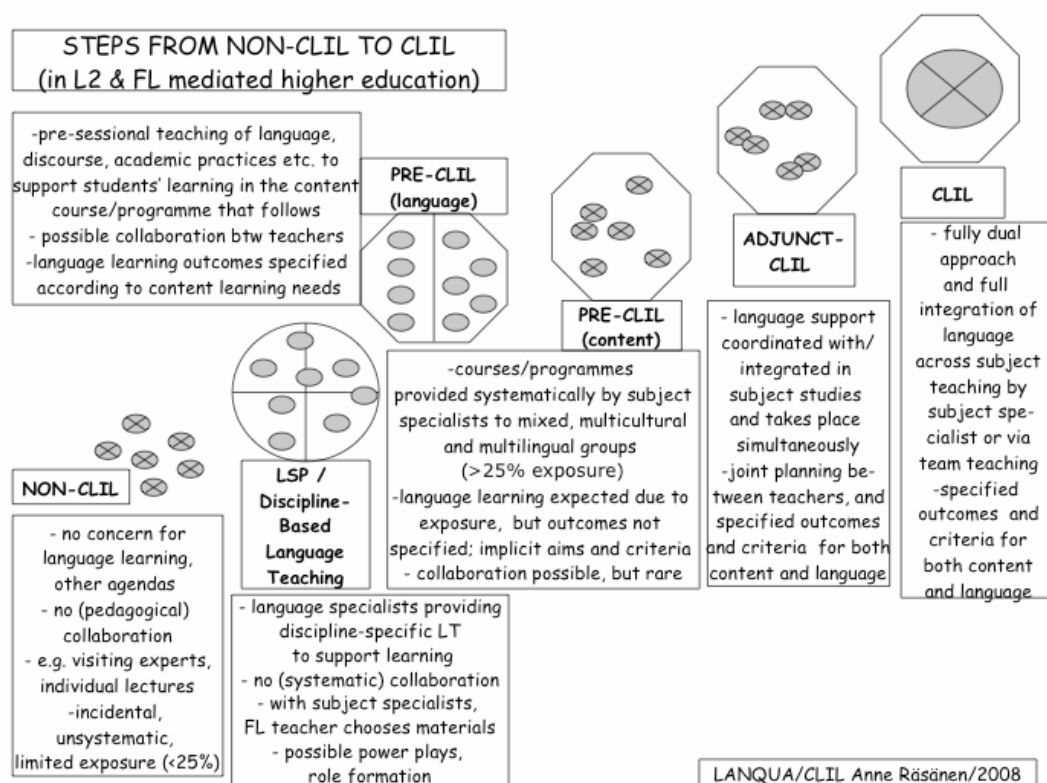 STEPS FROM NON-CLIL TO CLIL
(in L2 & FL mediated higher education)
-pre-sessional teaching of language,
discourse, academic practices etc. to
support students' learning in the content
course/programme that follows
- possible collaboration btw teachers
-language learning outcomes specified
according to content learning needs
PRE-CLIL
(language)
PRE-CLIL
(content)
ADJUNCT-
CLIL
CLIL
- fully dual
approach
and full
integration of
language
across subject
teaching by
subject spe-
cialist or via
team teaching
-specified
outcomes and
criteria for
both content
and language
- language support
coordinated with/
integrated in
subject studies
and takes place
simultaneously
-joint planning be-
tween teachers, and
specified outcomes
and criteria for both
content and language
-courses/programmes
provided systematically by subject
specialists to mixed, multicultural
and multilingual groups
(>25% exposure)
-language learning expected due to
exposure, but outcomes not
specified; implicit aims and criteria
- collaboration possible, but rare
NON-CLIL
LSP /
Discipline-
Based
Language
Teaching
- no concern for
language learning,
other agendas
- no (pedagogical)
collaboration
- e.g. visiting experts,
individual lectures
-incidental,
unsystematic,
limited exposure (<25%)
- language specialists providing
discipline-specific LT
to support learning
- no (systematic) collaboration
- with subject specialists,
FL teacher chooses materials
- possible power plays,
role formation
LANQUA/CLIL Anne Räsänen/2008